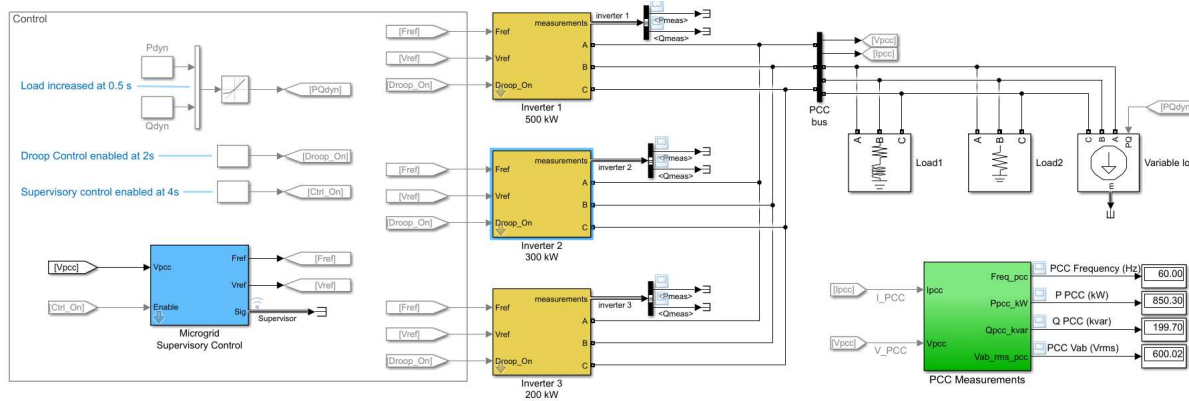 Control
Pdyn
Load increased at 0.5 s
[PQdyn]
Qdyn
Droop Control enabled at 2s
[Droop_On]
Supervisory control enabled at 4s
[Ctrl_On]
[Vpcc]
Vpcc
Fref
[Fref]
Vref
[Vref]
[Ctrl_On]
Enable
Sig
Supervisor
Microgrid
Supervisory Control
[Fref]
Fref
measurements
inverter 1
<Pmeas>
<Qmeas>
[Vref]
Vref
A
B
[Droop_On]
Droop_On
C
Inverter 1
500 kW
[Fref]
Fref
measurements
inverter 2
<Pmeas>
<Qmeas>
[Vref]
Vref
A
B
[Droop_On]
Droop_On
C
Inverter 2
300 kW
[Fref]
Fref
measurements
inverter 3
<Pmeas>
<Qmeas>
[Vref]
Vref
A
B
[Droop_On]
Droop_On
C
Inverter 3
200 kW
[Vpcc]
[Ipcc]
PCC
bus
A B C
Load1
A B C
Load2
C B A PQ
m
[PQdyn
Variable lo
[Ipcc]
I_PCC
Ipcc
[Vpcc]
V_PCC
Vpcc
Freq_pcc
PCC Frequency (Hz)
60.00
Ppcc_kW
P PCC (kW)
850.30
Qpcc_kvar
Q PCC (kvar)
199.70
Vab_rms_pcc
PCC Vab (Vrms)
600.02
PCC Measurements